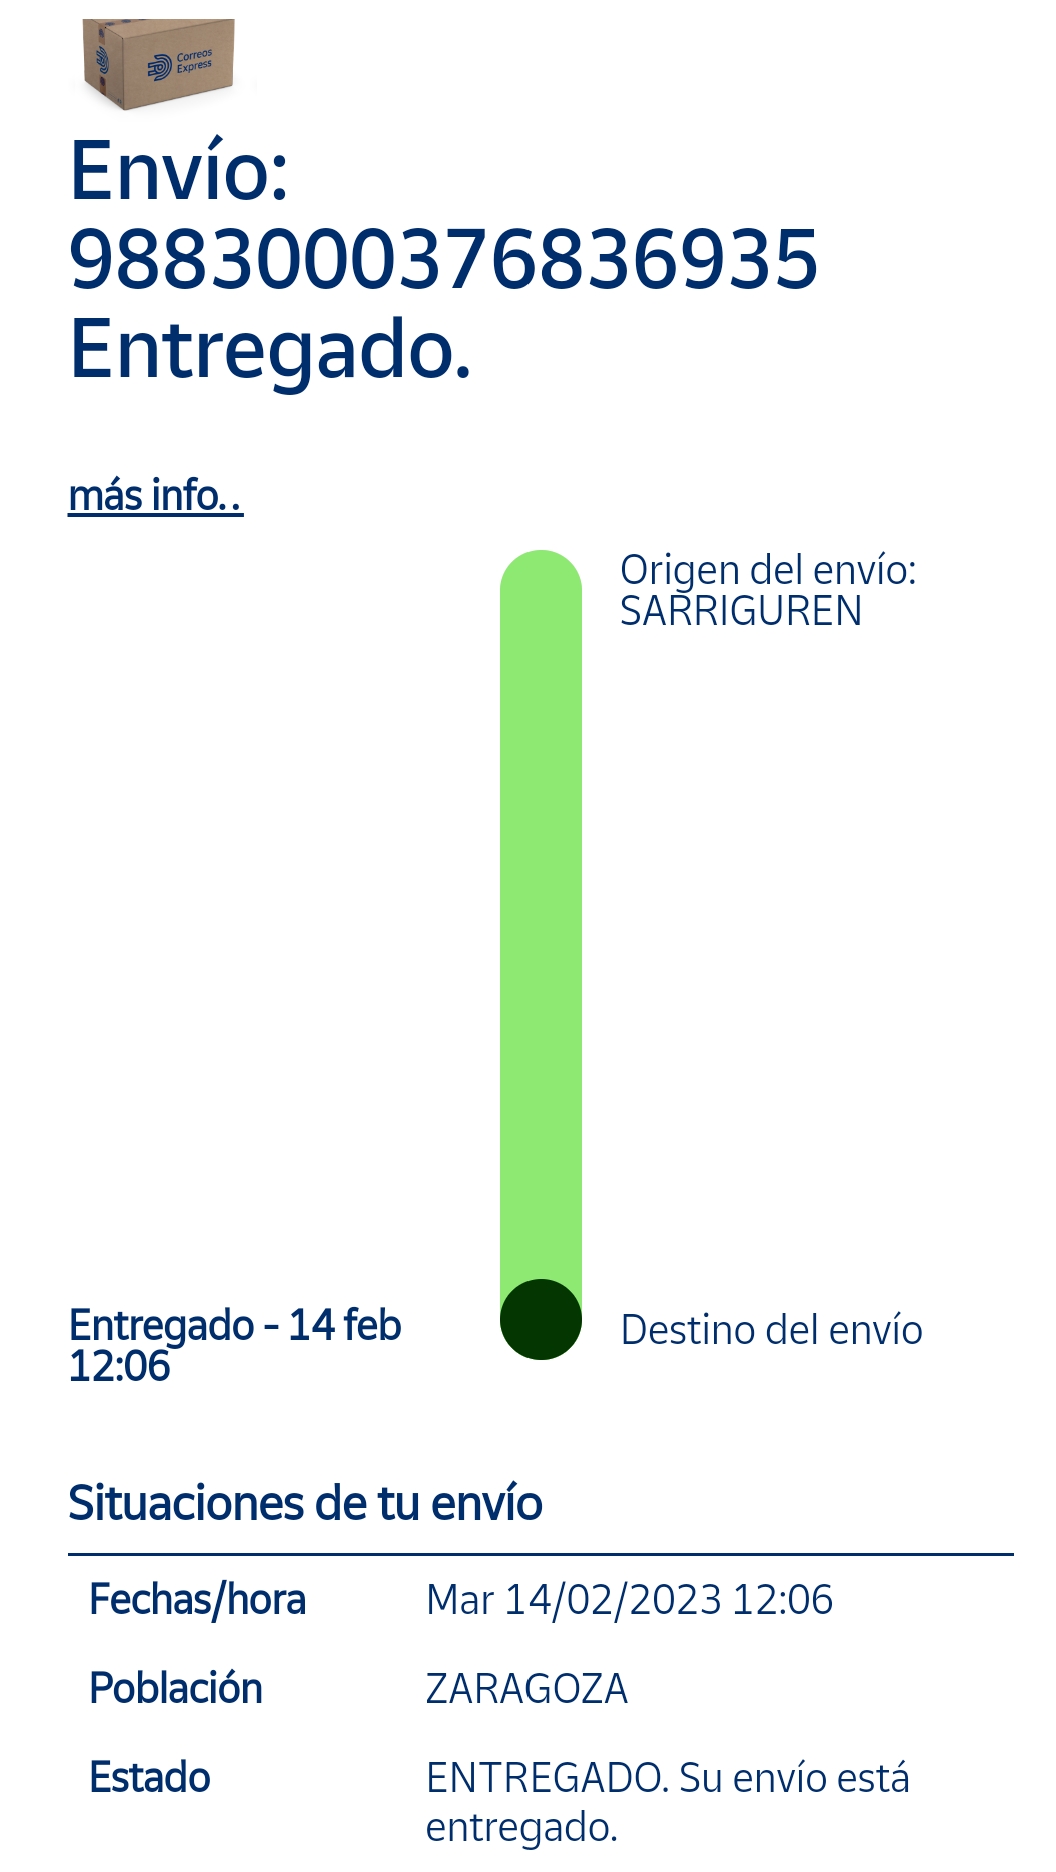 Correos
Express
Envío:
9883000376836935
Entregado.
más info. .
Origen del envío:
SARRIGUREN
Entregado - 14 feb
12:06
Destino del envío
Situaciones de tu envío
Fechas/hora Mar 14/02/2023 12:06
Población ZARAGOZA
Estado ENTREGADO. Su envío está
entregado.